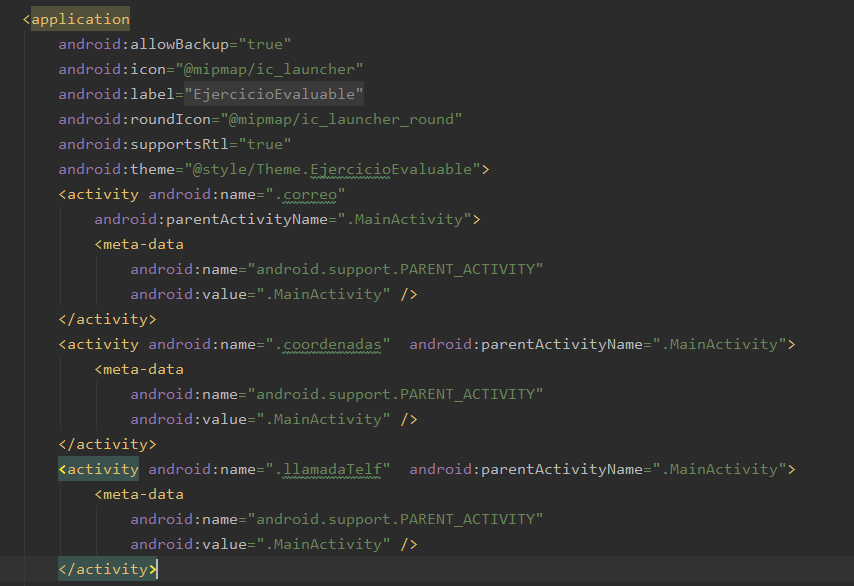 <application
android:allowBackup="true"
android:icon="@mipmap/ic_launcher"
android:label="EjercicioEvaluable"
android:roundIcon="@mipmap/ic_launcher_round"
android:supportsRtl="true"
android:theme="@style/Theme.EjercicioEvaluable">
<activity android:name=".correo"
android:parentActivityName=".MainActivity">
<meta-data
android:name="android.support.PARENT_ACTIVITY"
android:value=".MainActivity" />
</activity>
<activity android:name=".coordenadas"  android:parentActivityName=".MainActivity">
<meta-data
android:name="android.support.PARENT_ACTIVITY"
android:value=".MainActivity" />
</activity>
<activity android:name=".llamadaTelf"  android:parentActivityName=".MainActivity">
<meta-data
android:name="android.support.PARENT_ACTIVITY"
android:value=".MainActivity" />
</activity>